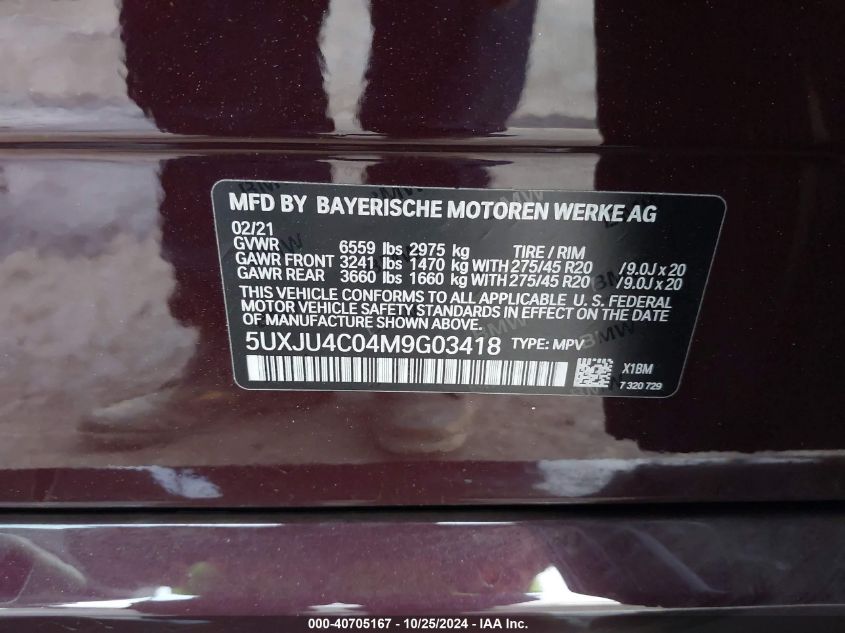 MFD BY BAYERISCHE MOTOREN WERKE AG
02/21
GVWR 6559 lbs 2975 kg TIRE / RIM
GAWR FRONT 3241 lbs 1470 kg WITH 275/45 R20 /9.0J x 20
GAWR REAR 3660 lbs 1660 kg WITH 275/45 R20 /9.0J x 20
THIS VEHICLE CONFORMS TO ALL APPLICABLE U. S. FEDERAL
MOTOR VEHICLE SAFETY STANDARDS IN EFFECT ON THE DATE
OF MANUFACTURE SHOWN ABOVE.
5UXJU4C04M9G03418 TYPE: MPV
X1BM
7 320 729
000-40705167 - 10/25/2024 - IAA Inc.